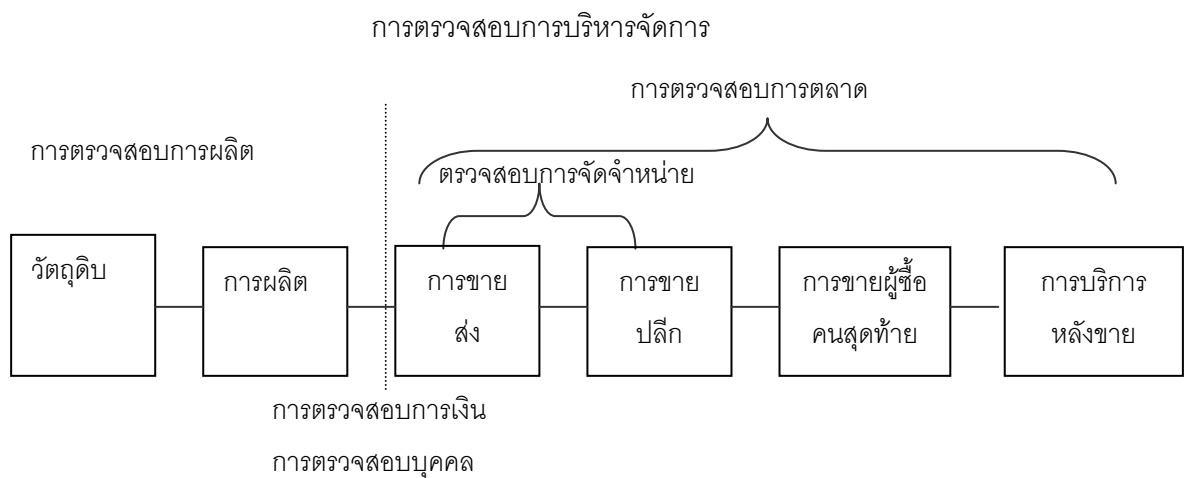 การตรวจสอบการบริหารจัดการ
การตรวจสอบการตลาด
การตรวจสอบการผลิต
ตรวจสอบการจัดจำหน่าย
วัตถุดิบ
การผลิต
การขาย
ส่ง
การขาย
ปลีก
การขายผู้ซื้อ
คนสุดท้าย
การบริการ
หลังขาย
การตรวจสอบการเงิน
การตรวจสอบบุคคล